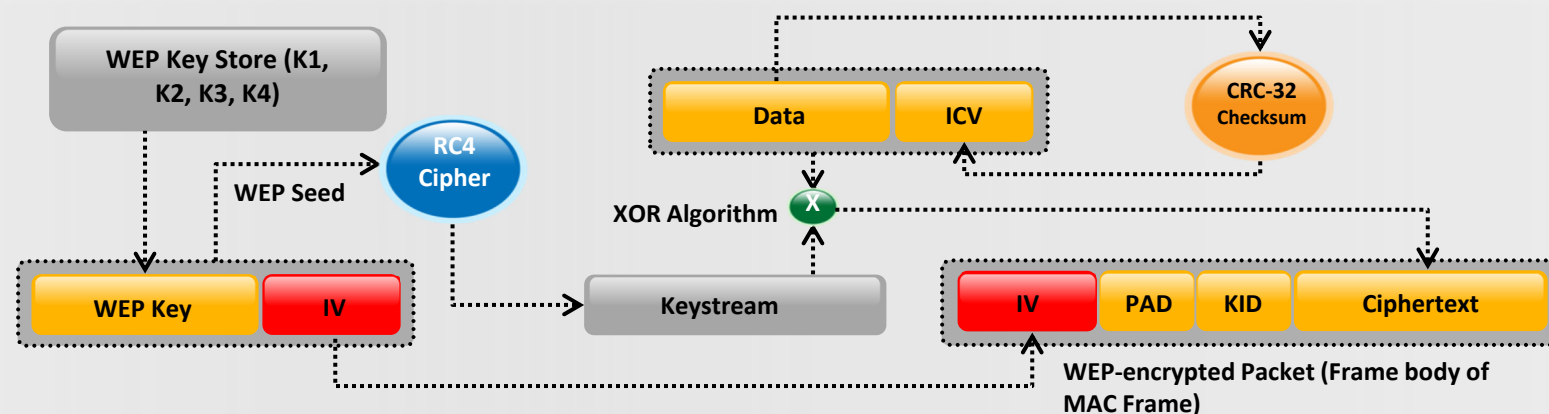 WEP Key Store (K1,
K2, K3, K4)
CRC-32
Checksum
Data
ICV
RC4
Cipher
WEP Seed
X
XOR Algorithm
WEP Key
IV
Keystream
IV
PAD
KID
Ciphertext
WEP-encrypted Packet (Frame body of
MAC Frame)